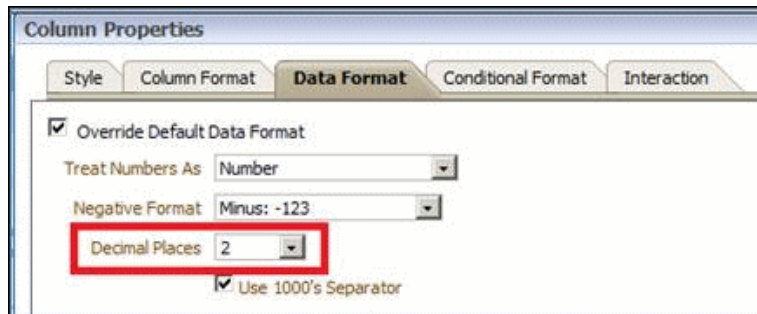 Column Properties
Style Column Format Data Format Conditional Format Interaction
Override Default Data Format
Treat Numbers As Number
Negative Format Minus: -123
Decimal Places 2
Use 1000's Separator